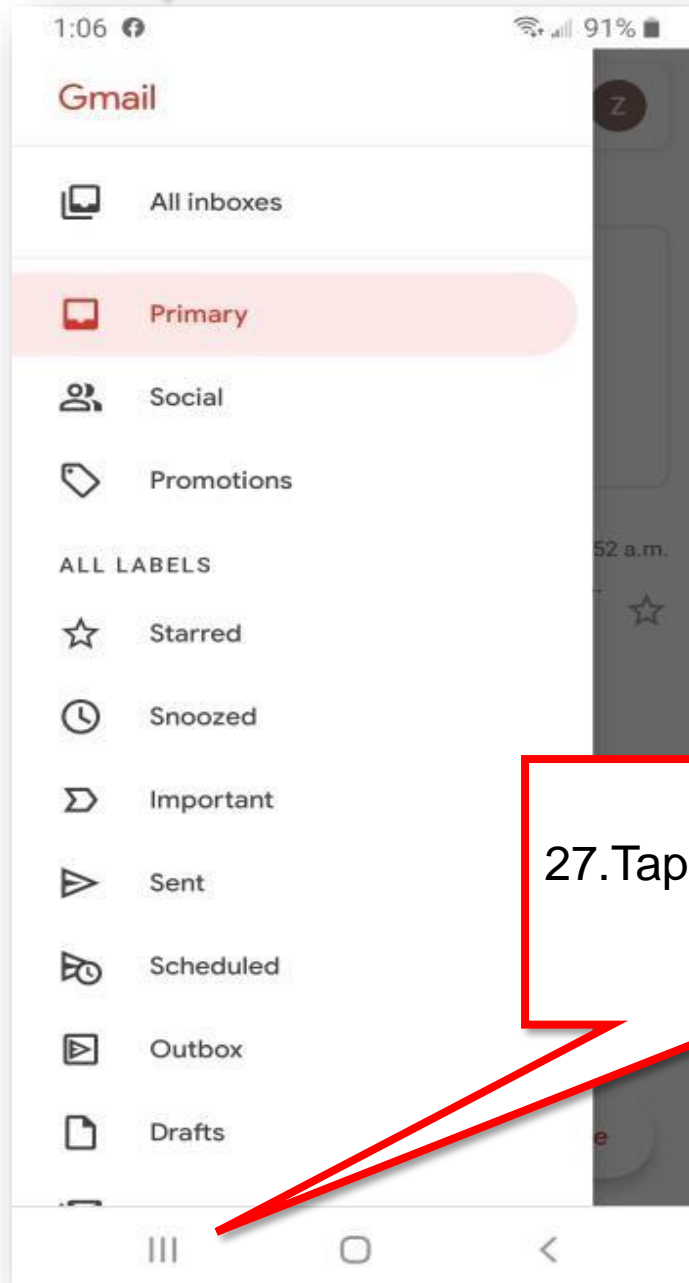 1:06 91%
Gmail
Z
All inboxes
Primary
Social
Promotions
52 a.m.
ALL LABELS
Starred
Snoozed
Important
27.Tap
Sent
Scheduled
Outbox
Drafts
e